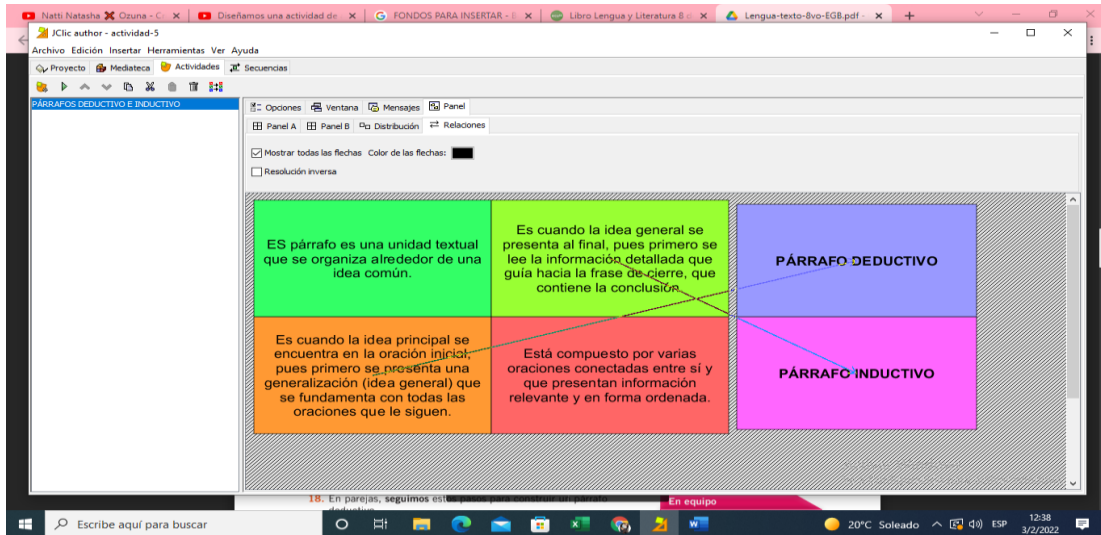 Natti Natasha ❌ Ozuna - C
Diseñamos una actividad de
FONDOS PARA INSERTAR -
Libro Lengua y Literatura 8 d
Lengua-texto-8vo-EGB.pdf -
JClic author - actividad-5
Archivo Edición Insertar Herramientas Ver Ayuda
Proyecto Mediateca Actividades Secuencias
PÁRRAFOS DEDUCTIVO E INDUCTIVO
Opciones Ventana Mensajes Panel
Panel A Panel B Distribución Relaciones
Mostrar todas las flechas Color de las flechas:
Resolución inversa
ES párrafo es una unidad textual
que se organiza alrededor de una
idea común.
Es cuando la idea general se
presenta al final, pues primero se
lee la información detallada que
guía hacia la frase de cierre, que
contiene la conclusión.
PÁRRAFO DEDUCTIVO
Es cuando la idea principal se
encuentra en la oración inicial,
pues primero se presenta una
generalización (idea general) que
se fundamenta con todas las
oraciones que le siguen.
Está compuesto por varias
oraciones conectadas entre sí y
que presentan información
relevante y en forma ordenada.
PÁRRAFO INDUCTIVO
18. En parejas, seguimos estos pasos para construir un párrafo
deductivo
En equipo
Escribe aquí para buscar
20°C Soleado
ESP
12:38
3/2/2022